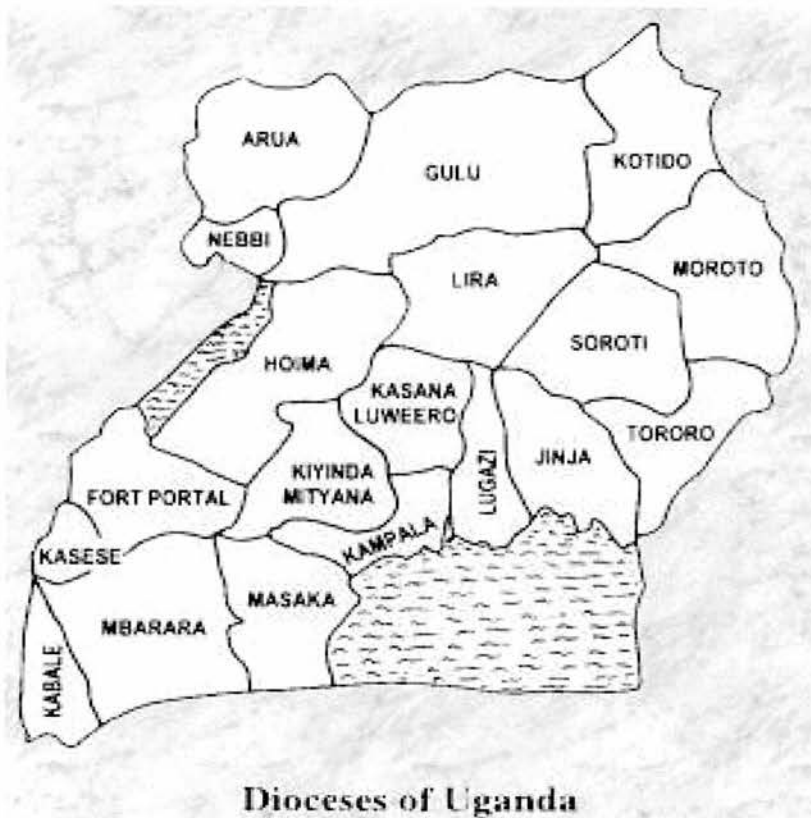 ARUA
GULU
KOTIDO
NEBBI
LIRA
MOROTO
HOIMA
SOROTI
KASANA
LUWEERO
TORORO
KIYINDA
MITYANA
LUGAZI
JINJA
FORT PORTAL
KAMPALA
KASESE
MASAKA
MBARARA
KABALE
Dioceses of Uganda